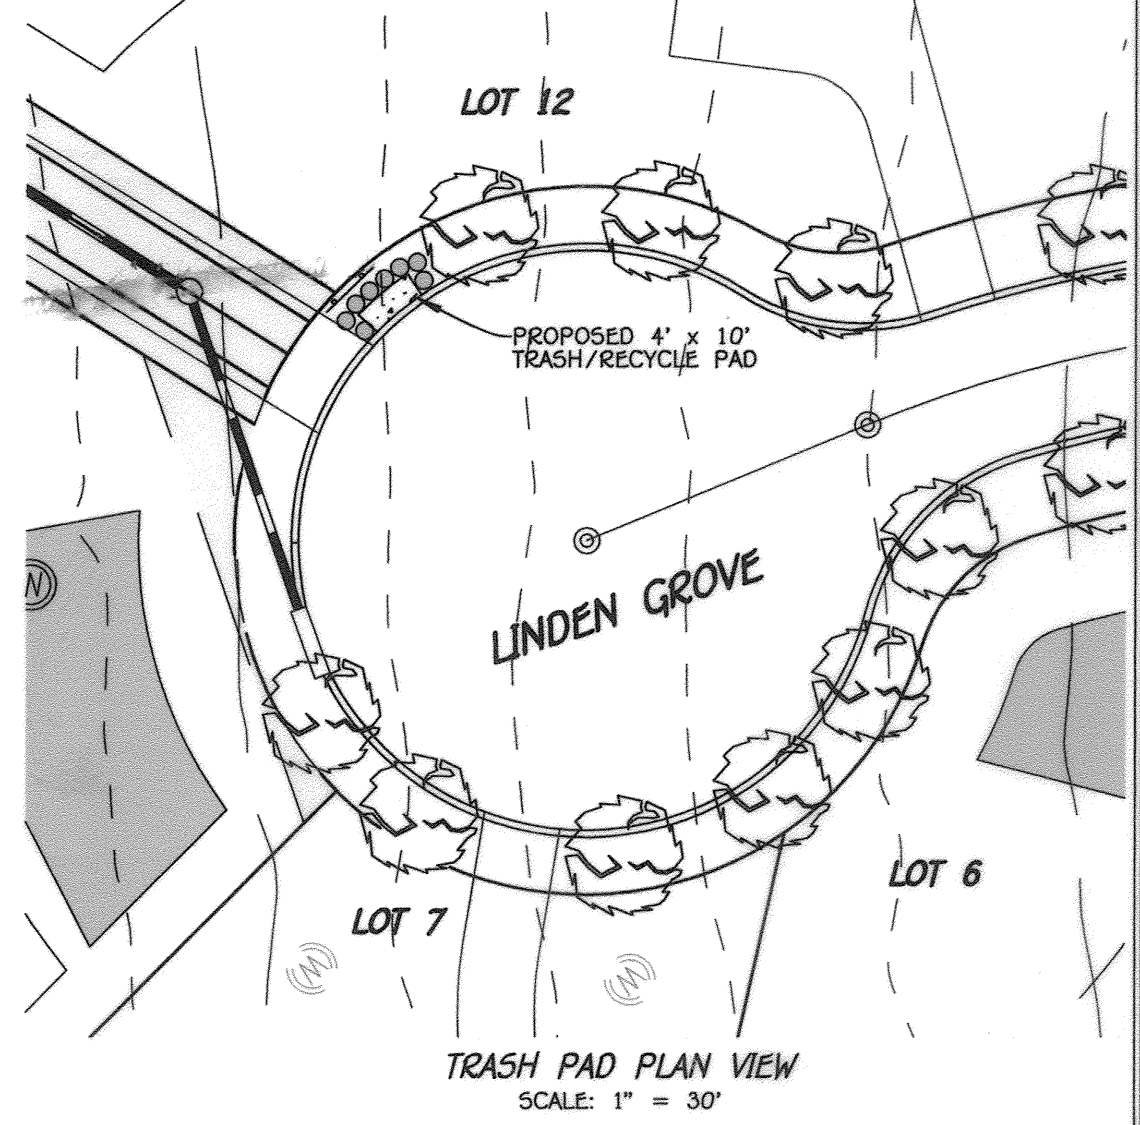 LOT 12
PROPOSED 4' x 10'
TRASH/RECYCLE PAD
LINDEN GROVE
W
LOT 6
LOT 7
W
W
TRASH PAD PLAN VIEW
SCALE: 1" = 30'